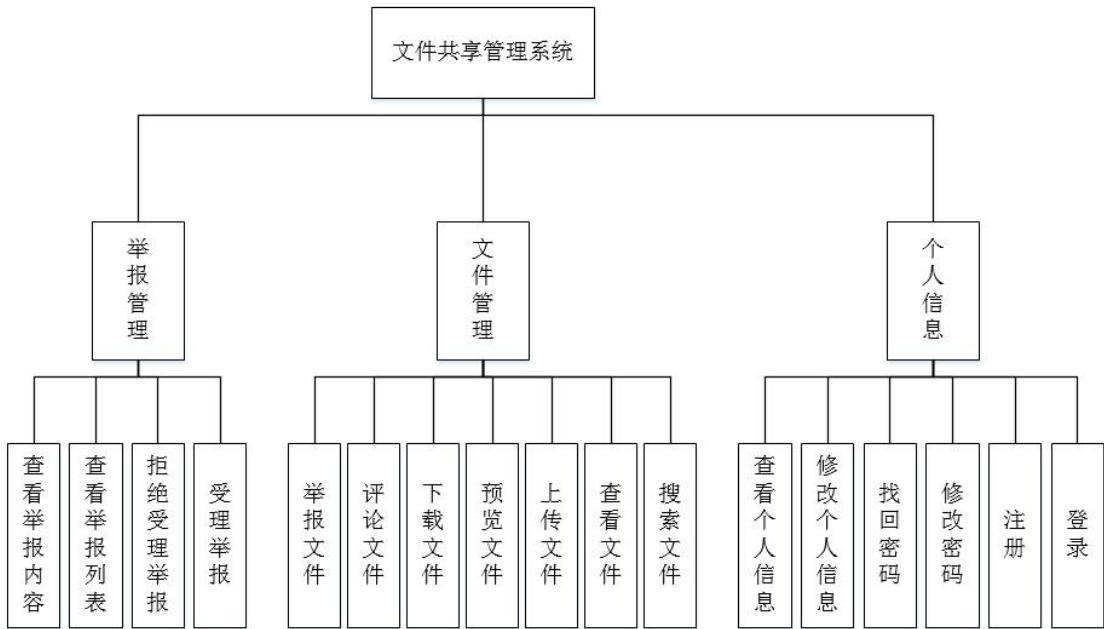 文件共享管理系统
举报管理
文件管理
个人信息
查看举报内容
查看举报列表
拒绝受理举报
受理举报
举报文件
评论文件
下载文件
预览文件
上传文件
查看文件
搜索文件
查看个人信息
修改个人信息
找回密码
修改密码
注册
登录